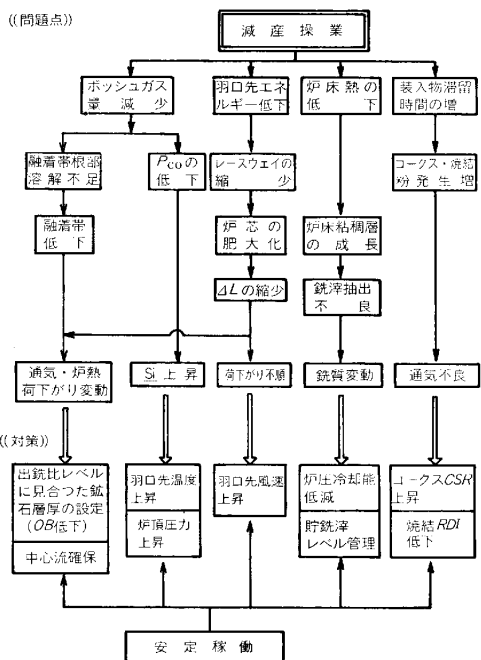 ((問題点))
減産操業
ボッシュガス
量減少
羽口先エネ
ルギー低下
炉床熱の
低下
装入物滞留
時間の増
融着帯根部
溶解不足
PCOの
低下
レースウェイの
縮少
コークス・焼結
粉発生増
融着帯
低下
炉芯の
肥大化
炉床粘稠層
の成長
ΔLの縮少
銑滓抽出
不良
通気・炉熱
荷下がり変動
Si上昇
荷下がり不順
銑質変動
通気不良
((対策))
出銑比レベル
に見合つた鉱
石層厚の設定
(OB低下)
中心流確保
羽口先温度
上昇
炉頂圧力
上昇
羽口先風速
上昇
炉圧冷却能
低減
貯銑滓
レベル管理
コークスCSR
上昇
焼結RDI
低下
安定稼働